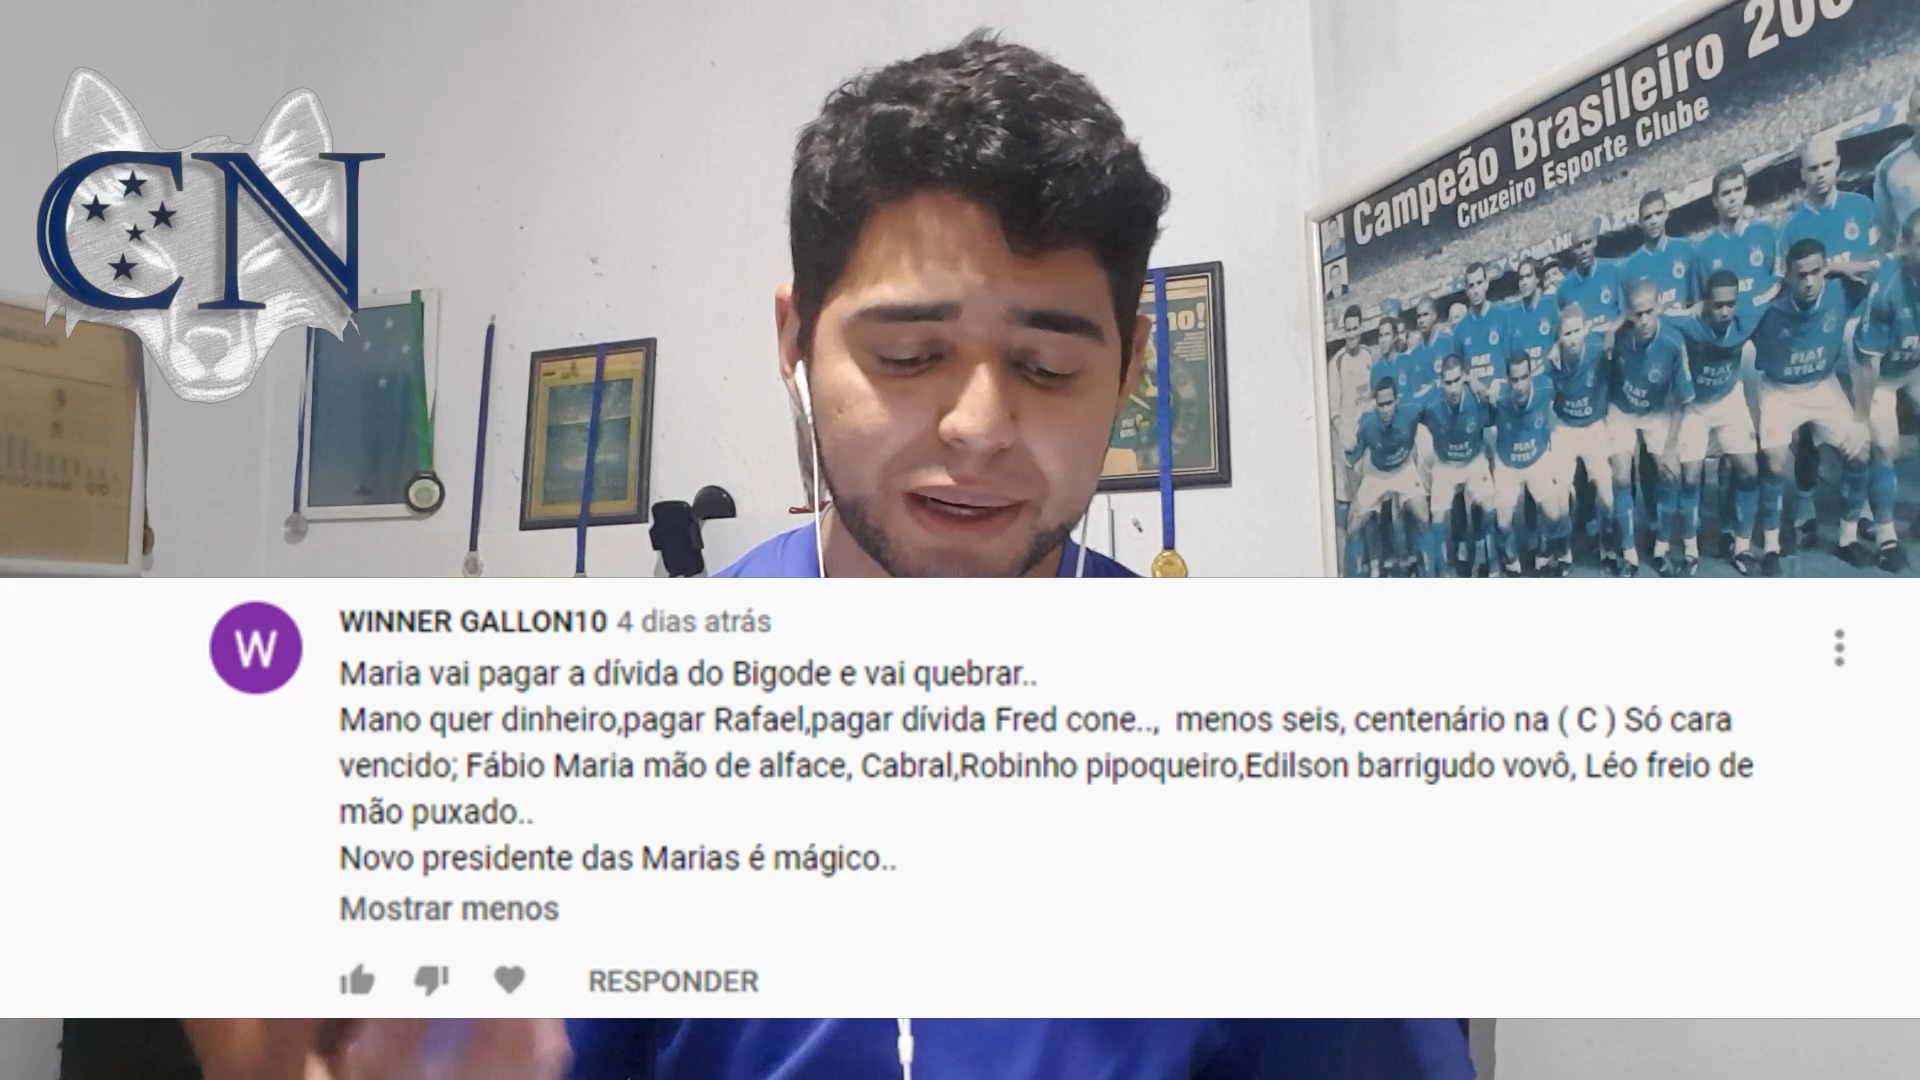 CN
Campeão Brasileiro 200
Cruzeiro Esporte Clube
no!
FIAT
STILO
WINNER GALLON10 4 dias atrás
Maria vai pagar a dívida do Bigode e vai quebrar..
Mano quer dinheiro,pagar Rafael,pagar dívida Fred cone..,  menos seis, centenário na ( C ) Só cara
vencido; Fábio Maria mão de alface, Cabral,Robinho pipoqueiro,Edilson barrigudo vovô, Léo freio de
mão puxado..
Novo presidente das Marias é mágico..
Mostrar menos
RESPONDER
W